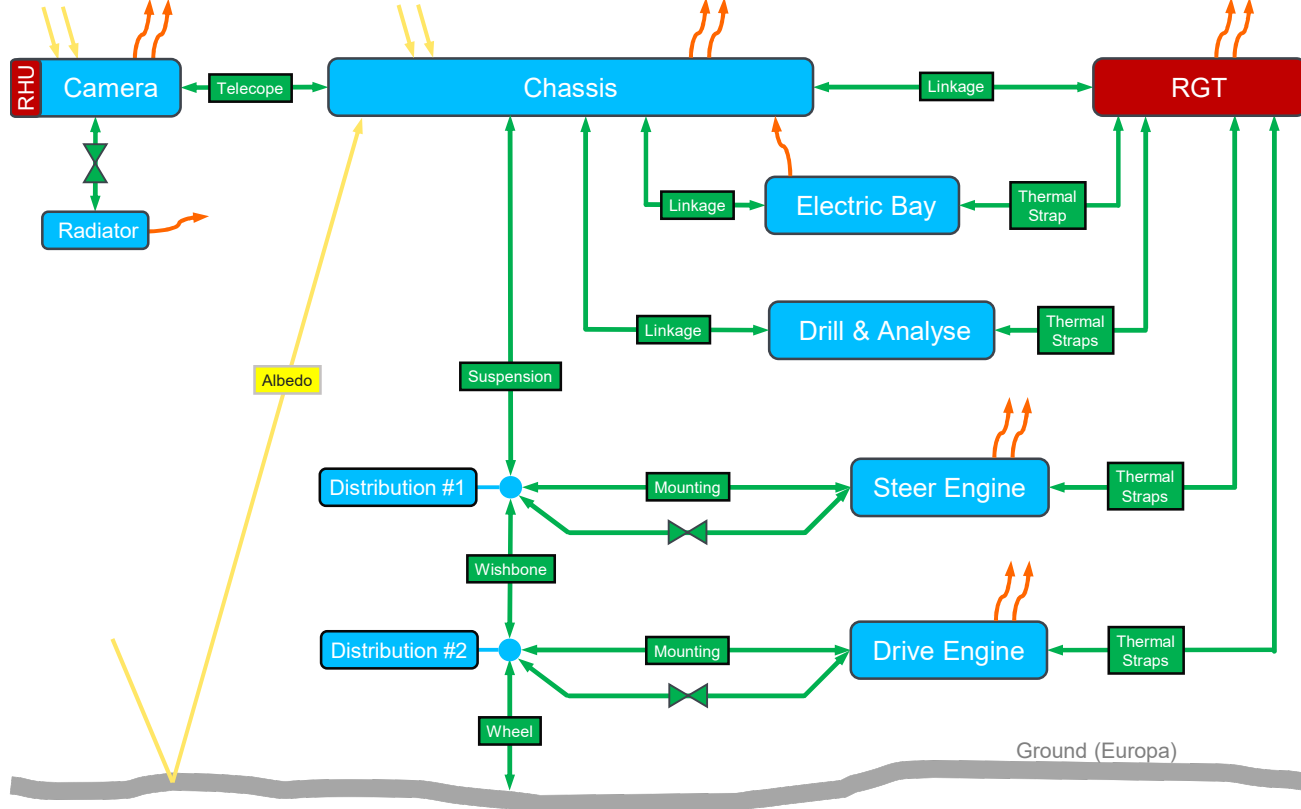 RHU
Camera
Telecope
Chassis
Linkage
RGT
Radiator
Linkage
Electric Bay
Thermal
Strap
Linkage
Drill & Analyse
Thermal
Straps
Albedo
Suspension
Distribution #1
Mounting
Steer Engine
Thermal
Straps
Wishbone
Distribution #2
Mounting
Drive Engine
Thermal
Straps
Wheel
Ground (Europa)